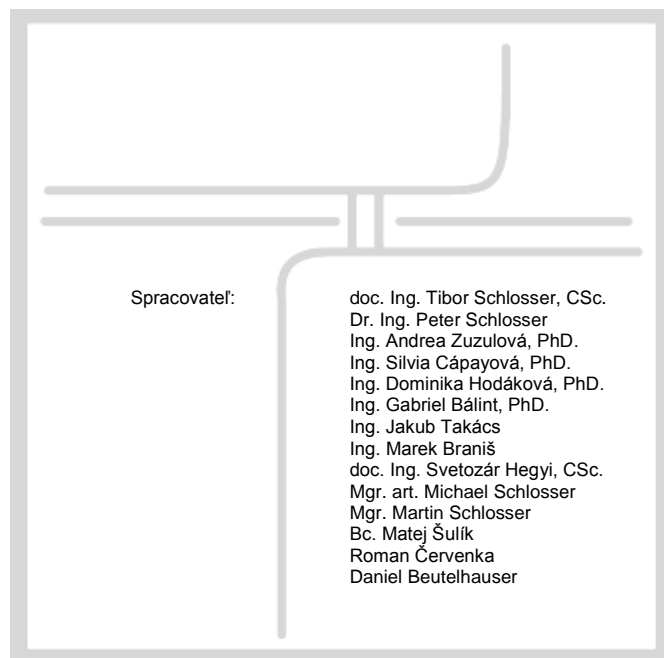 Spracovateľ: doc. Ing. Tibor Schlosser, CSc.
Dr. Ing. Peter Schlosser
Ing. Andrea Zuzulová, PhD.
Ing. Silvia Cápayová, PhD.
Ing. Dominika Hodáková, PhD.
Ing. Gabriel Bálint, PhD.
Ing. Jakub Takács
Ing. Marek Braniš
doc. Ing. Svetozár Hegyi, CSc.
Mgr. art. Michael Schlosser
Mgr. Martin Schlosser
Bc. Matej Šulík
Roman Červenka
Daniel Beutelhauser